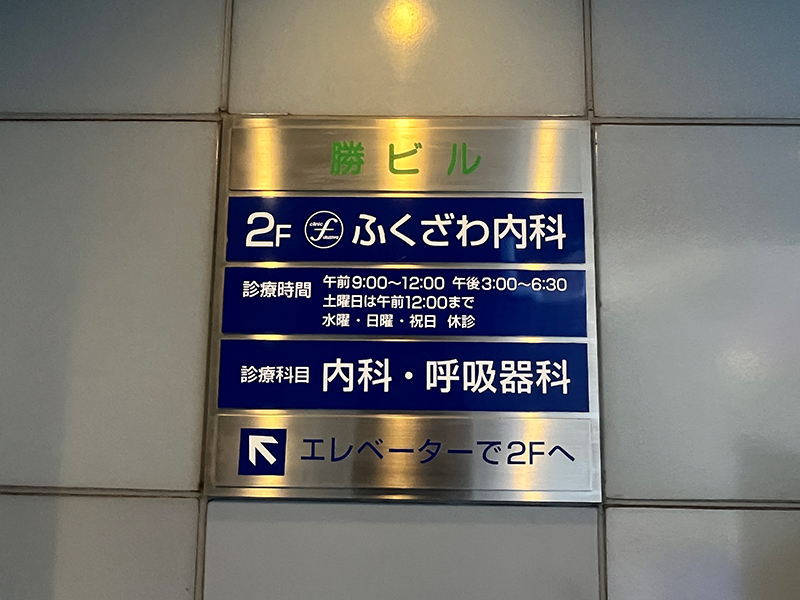 勝ビル
2F clinic f ふくざわ内科
診療時間 午前9:00〜12:00 午後3:00〜6:30
土曜日は午前12:00まで
水曜・日曜・祝日 休診
診療科目 内科・呼吸器科
エレベーターで2Fへ